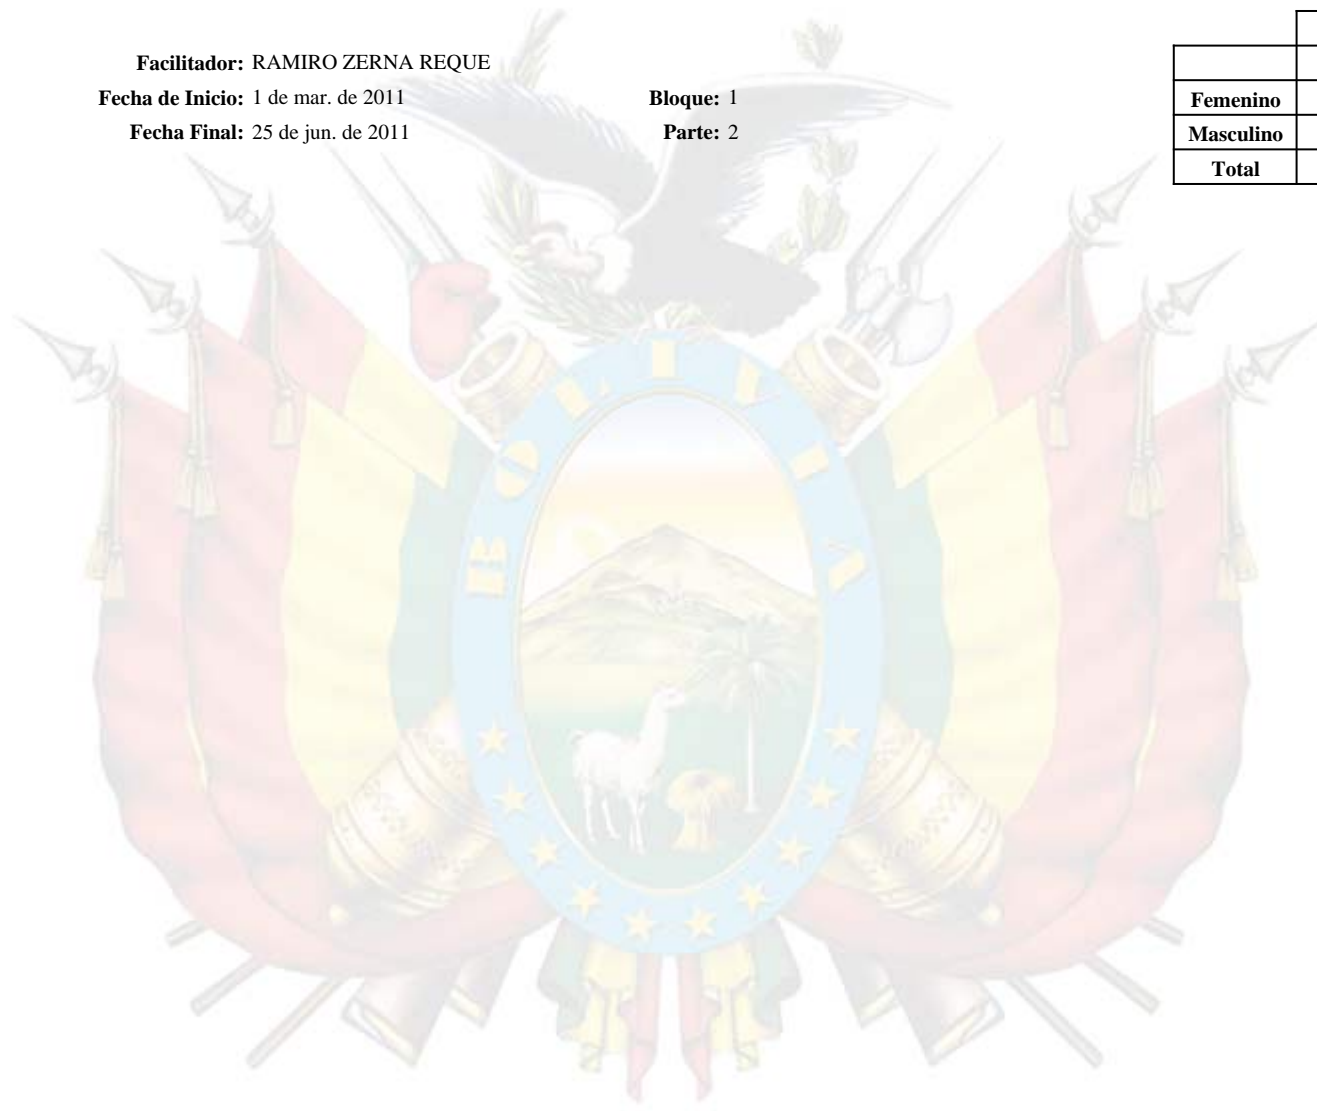 Facilitador: RAMIRO ZERNA REQUE
Fecha de Inicio: 1 de mar. de 2011 Bloque: 1
Fecha Final: 25 de jun. de 2011 Parte: 2
Femenino
Masculino
Total
BOLIVIA